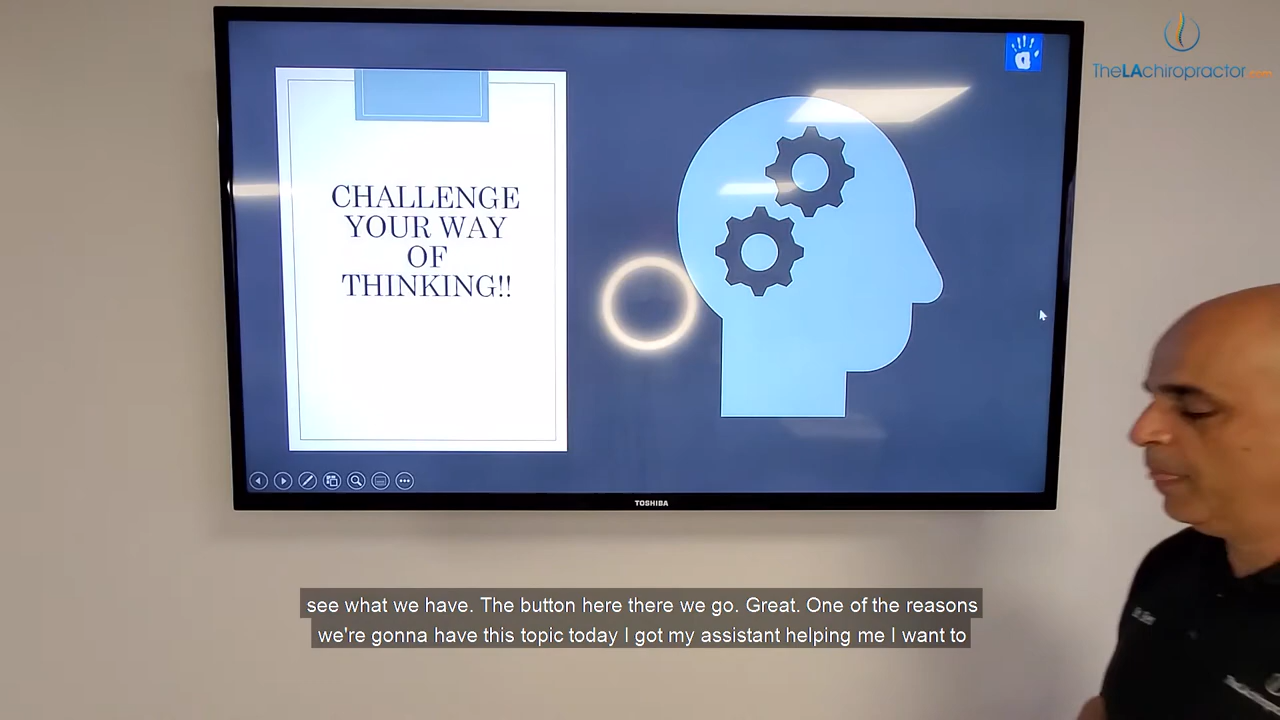 TheLAchiropractor
CHALLENGE
YOUR WAY
OF
THINKING!!
TOSHIBA
see what we have. The button here there we go. Great. One of the reasons
we're gonna have this topic today I got my assistant helping me I want to